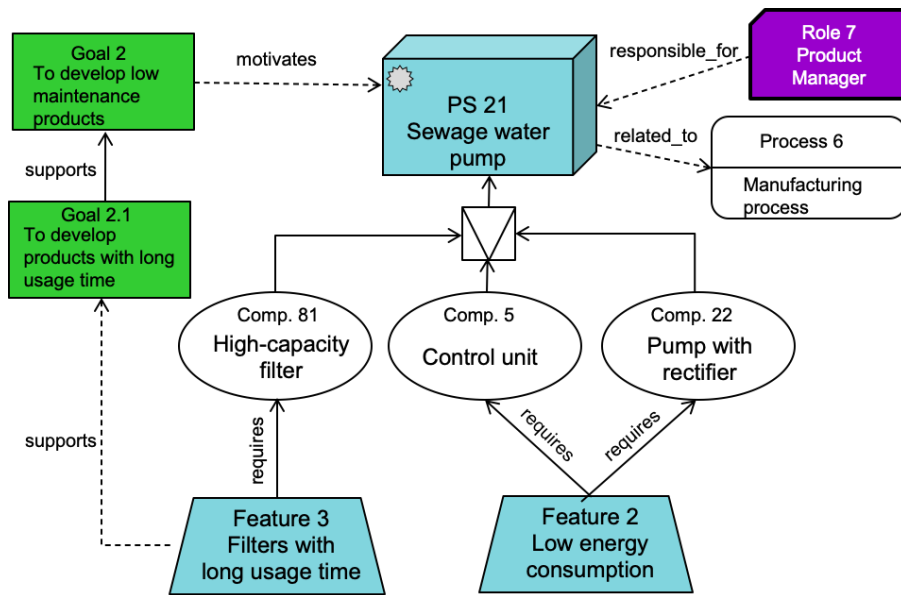 Goal 2
To develop low
maintenance
products
motivates
PS 21
Sewage water
pump
responsible_for
Role 7
Product
Manager
related_to
Process 6
Manufacturing
process
supports
Goal 2.1
To develop
products with long
usage time
Comp. 81
High-capacity
filter
Comp. 5
Control unit
Comp. 22
Pump with
rectifier
supports
requires
requires
requires
Feature 3
Filters with
long usage time
Feature 2
Low energy
consumption